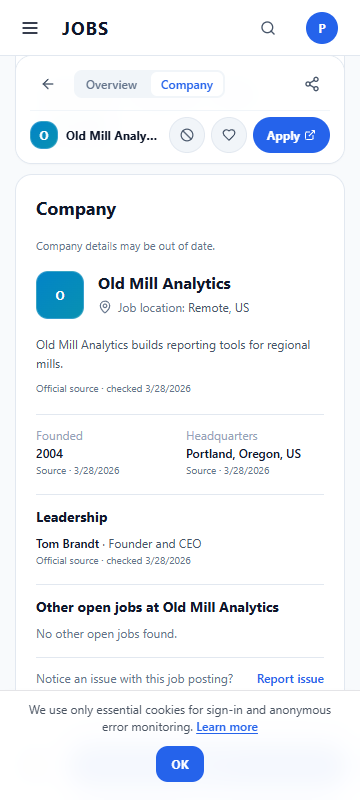 JOBS
P
Overview
Company
O
Old Mill Analy...
Apply
Company
Company details may be out of date.
O
Old Mill Analytics
Job location: Remote, US
Old Mill Analytics builds reporting tools for regional
mills.
Official source · checked 3/28/2026
Founded
2004
Source · 3/28/2026
Headquarters
Portland, Oregon, US
Source · 3/28/2026
Leadership
Tom Brandt · Founder and CEO
Official source · checked 3/28/2026
Other open jobs at Old Mill Analytics
No other open jobs found.
Notice an issue with this job posting? Report issue
We use only essential cookies for sign-in and anonymous
error monitoring. Learn more
OK